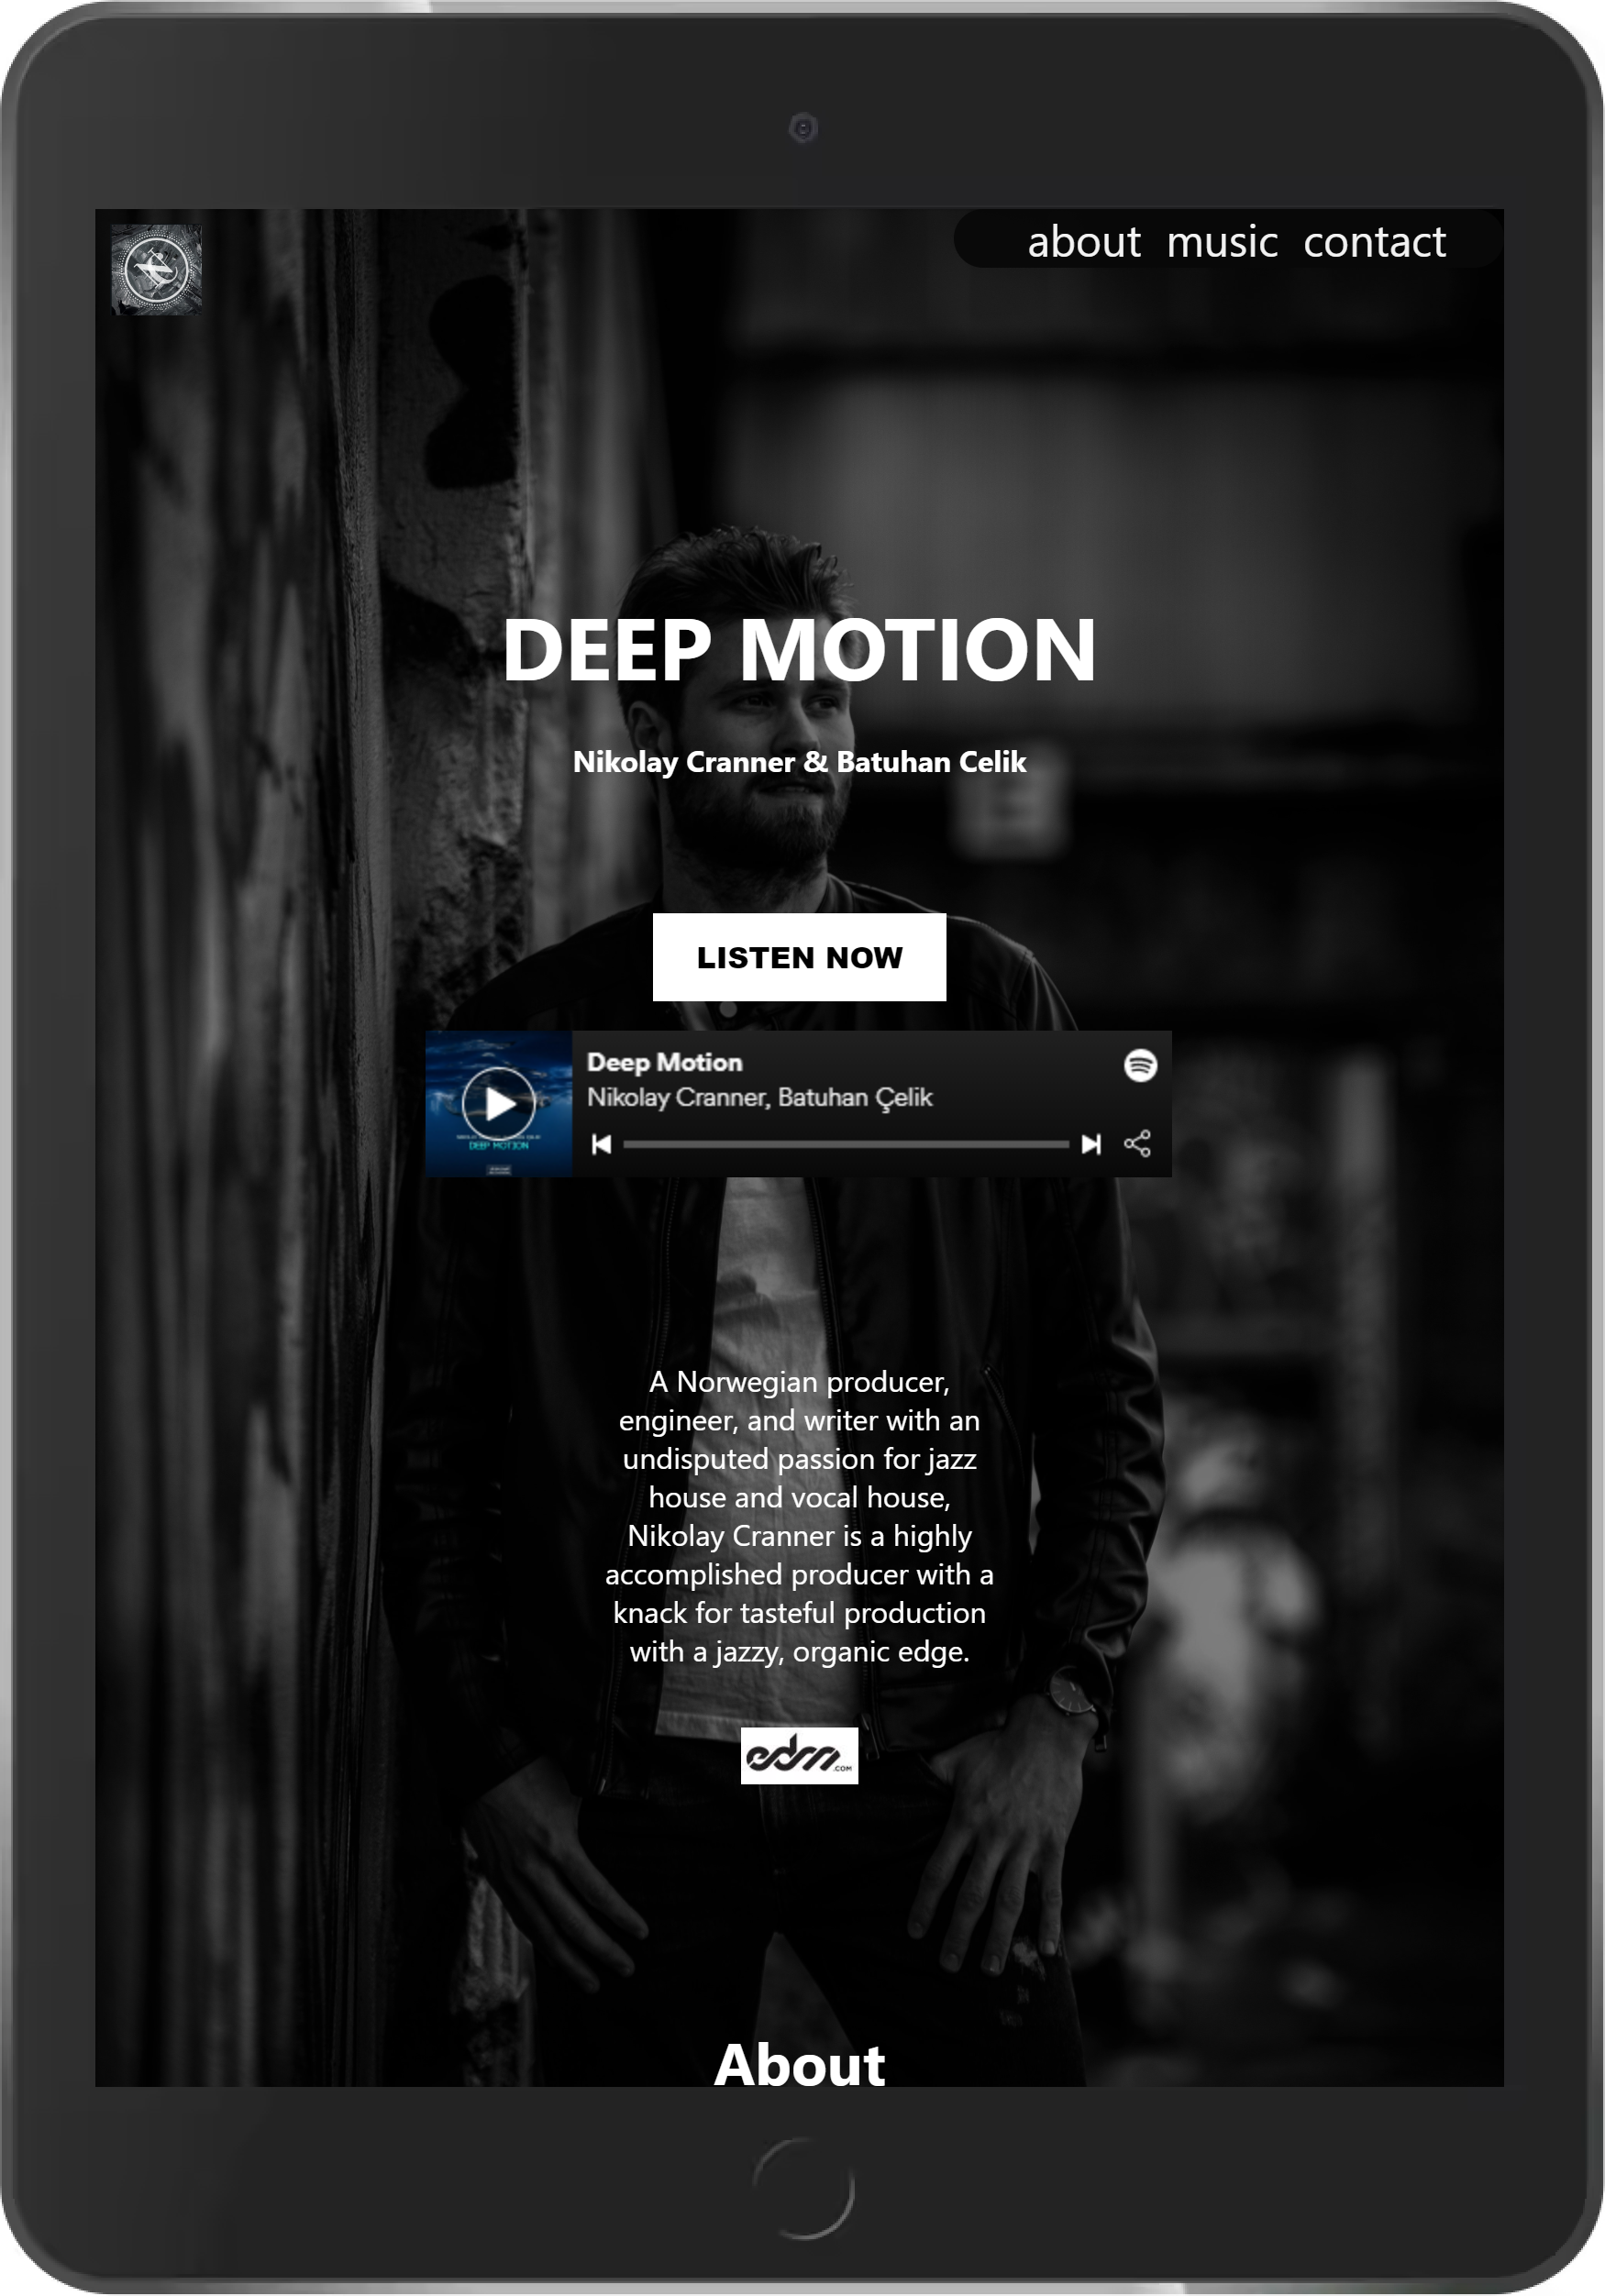 about music contact
DEEP MOTION
Nikolay Cranner & Batuhan Celik
LISTEN NOW
Deep Motion
Nikolay Cranner, Batuhan Çelik
DEEP MOTION
A Norwegian producer,
engineer, and writer with an
undisputed passion for jazz
house and vocal house,
Nikolay Cranner is a highly
accomplished producer with a
knack for tasteful production
with a jazzy, organic edge.
edm.com
About